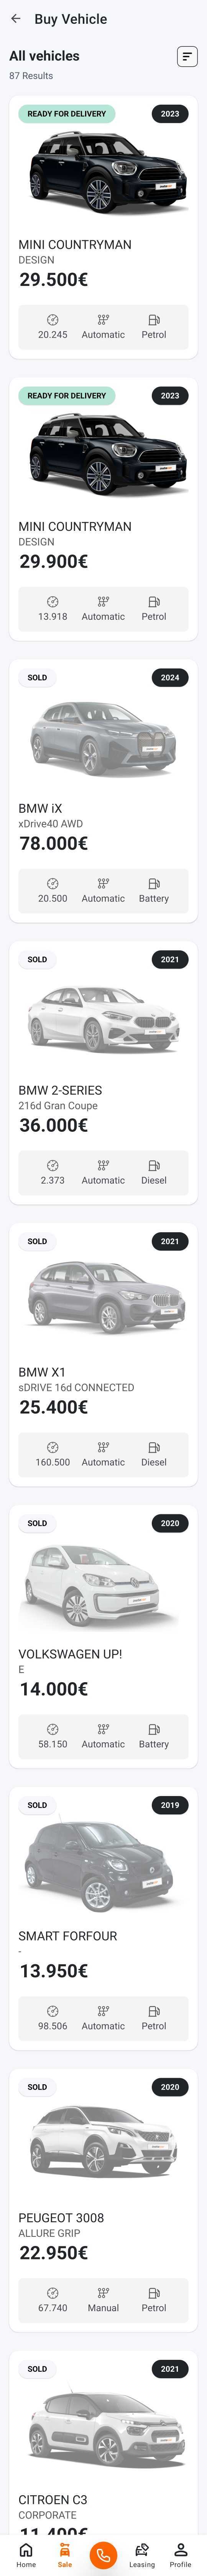 Buy Vehicle
All vehicles
87 Results
READY FOR DELIVERY
2023
MINI COUNTRYMAN
DESIGN
29.500€
20.245 Automatic Petrol
READY FOR DELIVERY
2023
MINI COUNTRYMAN
DESIGN
29.900€
13.918 Automatic Petrol
SOLD
2024
BMW iX
xDrive40 AWD
78.000€
20.500 Automatic Battery
SOLD
2021
BMW 2-SERIES
216d Gran Coupe
36.000€
2.373 Automatic Diesel
SOLD
2021
BMW X1
sDRIVE 16d CONNECTED
25.400€
160.500 Automatic Diesel
SOLD
2020
VOLKSWAGEN UP!
E
14.000€
58.150 Automatic Battery
SOLD
2019
SMART FORFOUR
-
13.950€
98.506 Automatic Petrol
SOLD
2020
PEUGEOT 3008
ALLURE GRIP
22.950€
67.740 Manual Petrol
SOLD
2021
CITROEN C3
CORPORATE
11.400€
Home Sale Leasing Profile